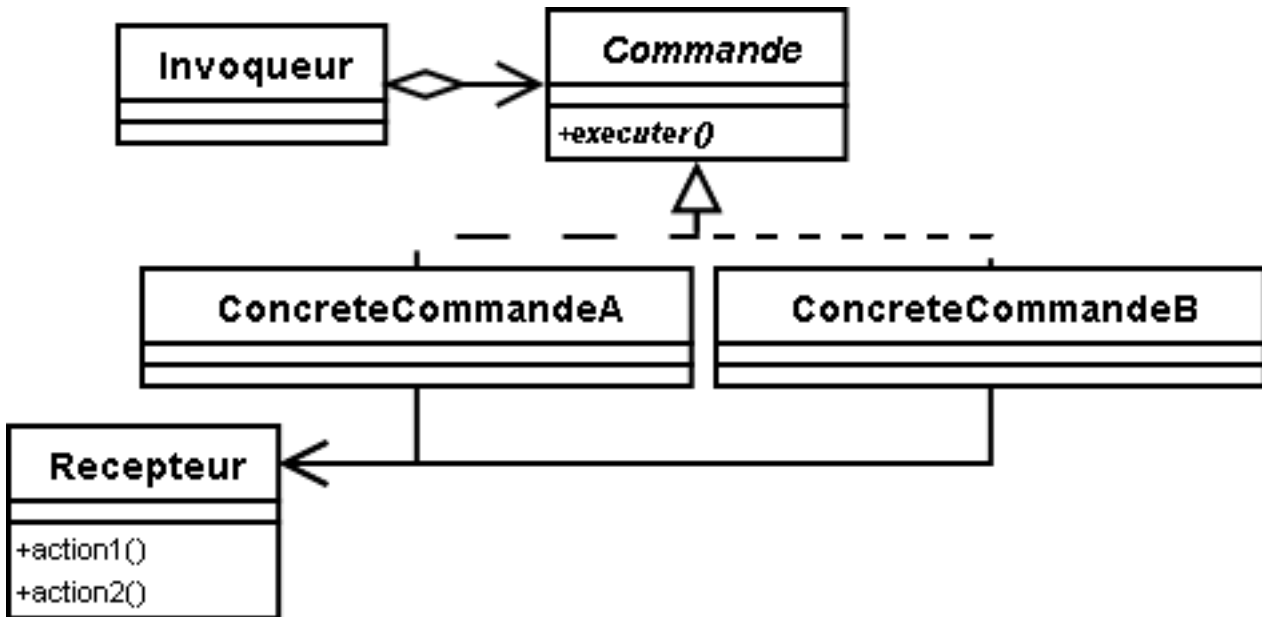 Invoqueur
Commande
+executer()
ConcreteCommandeA
ConcreteCommandeB
Recepteur
+action1()
+action2()